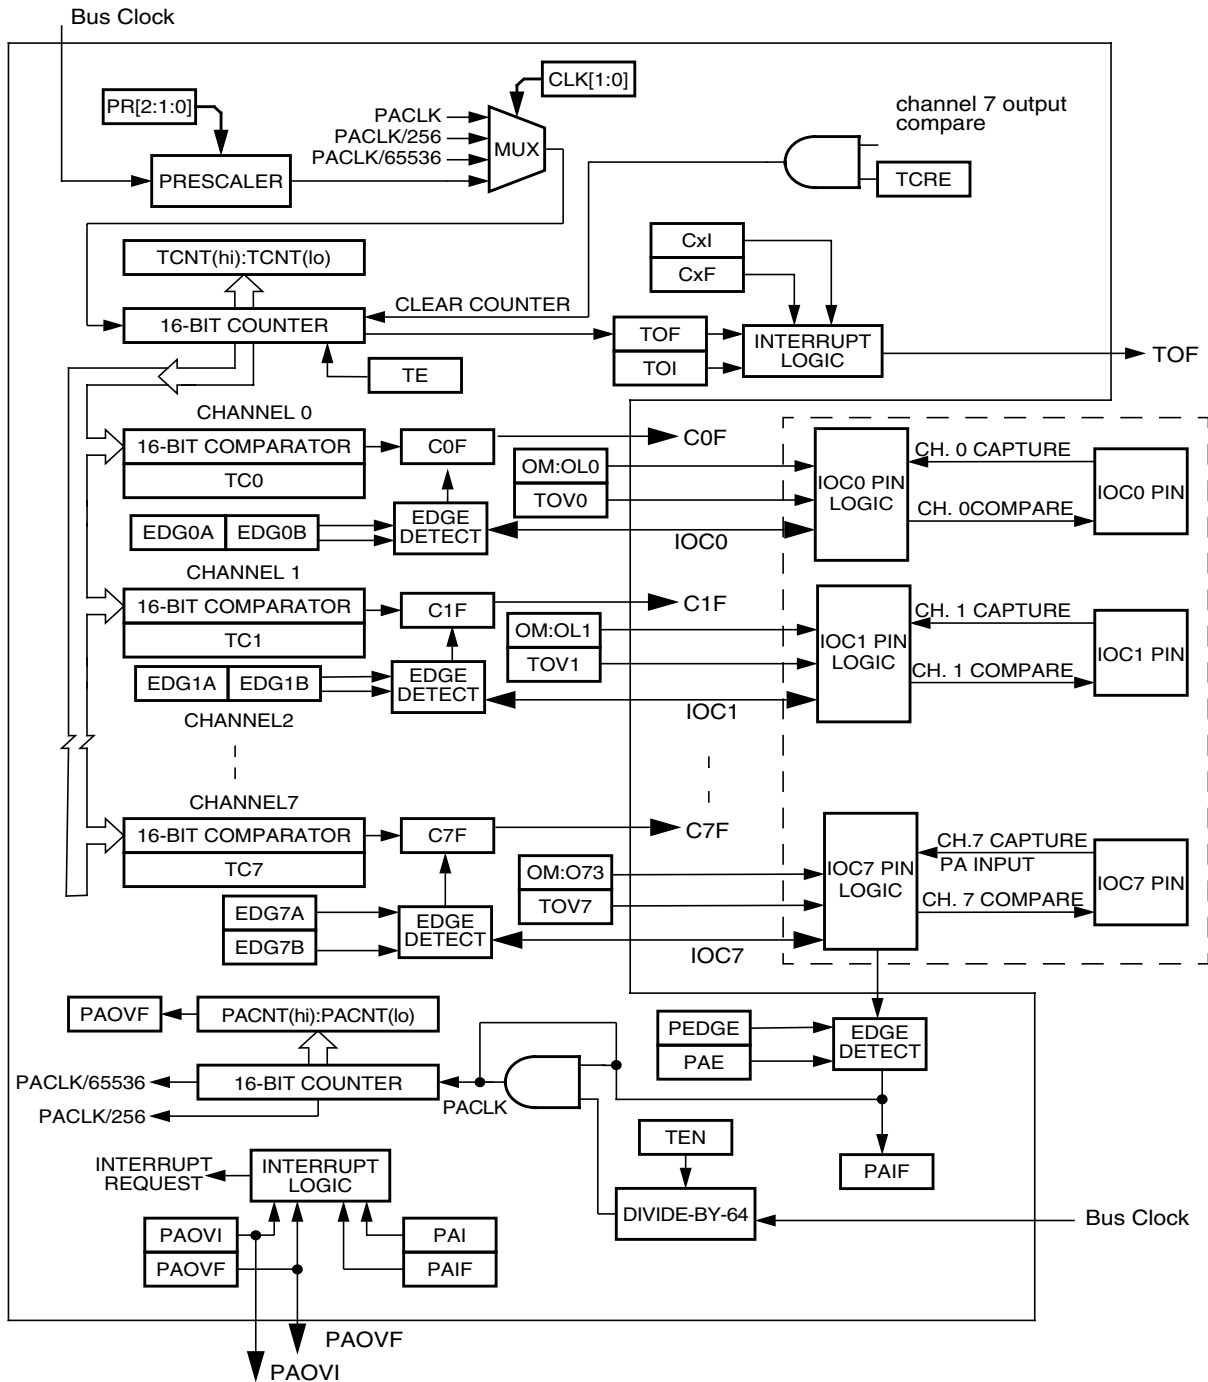 Bus Clock
CLK[1:0]
PR[2:1:0]
PACLK
PACLK/256
PACLK/65536
MUX
channel 7 output
compare
PRESCALER
TCRE
CxI
CxF
TCNT(hi):TCNT(lo)
CLEAR COUNTER
16-BIT COUNTER
TOF
TOI
INTERRUPT
LOGIC
TOF
TE
CHANNEL 0
16-BIT COMPARATOR
TC0
C0F
C0F
OM:OL0
TOV0
EDGE
DETECT
EDG0A
EDG0B
IOC0
IOC0 PIN
LOGIC
CH. 0 CAPTURE
CH. 0COMPARE
IOC0 PIN
CHANNEL 1
16-BIT COMPARATOR
TC1
C1F
C1F
OM:OL1
TOV1
EDGE
DETECT
EDG1A
EDG1B
IOC1
IOC1 PIN
LOGIC
CH. 1 CAPTURE
CH. 1 COMPARE
IOC1 PIN
CHANNEL2
CHANNEL7
16-BIT COMPARATOR
TC7
C7F
C7F
OM:O73
TOV7
EDG7A
EDG7B
EDGE
DETECT
IOC7
IOC7 PIN
LOGIC
CH.7 CAPTURE
PA INPUT
CH. 7 COMPARE
IOC7 PIN
PAOVF
PACNT(hi):PACNT(lo)
PEDGE
PAE
EDGE
DETECT
PACLK/65536
16-BIT COUNTER
PACLK
PACLK/256
TEN
PAIF
INTERRUPT
REQUEST
INTERRUPT
LOGIC
DIVIDE-BY-64
Bus Clock
PAOVI
PAOVF
PAI
PAIF
PAOVF
PAOVI